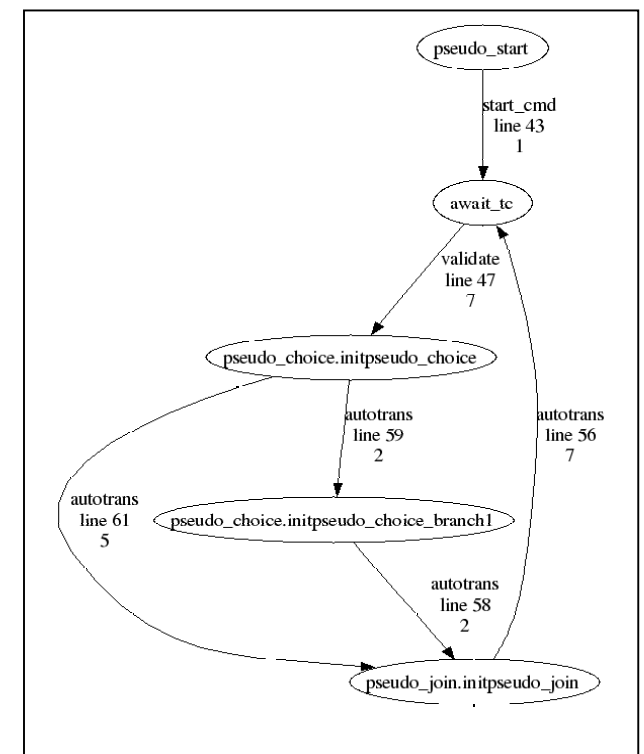 pseudo_start
start_cmd
line 43
1
await_tc
validate
line 47
7
pseudo_choice.initpseudo_choice
autotrans
line 59
2
autotrans
line 56
7
autotrans
line 61
5
pseudo_choice.initpseudo_choice_branch1
autotrans
line 58
2
pseudo_join.initpseudo_join